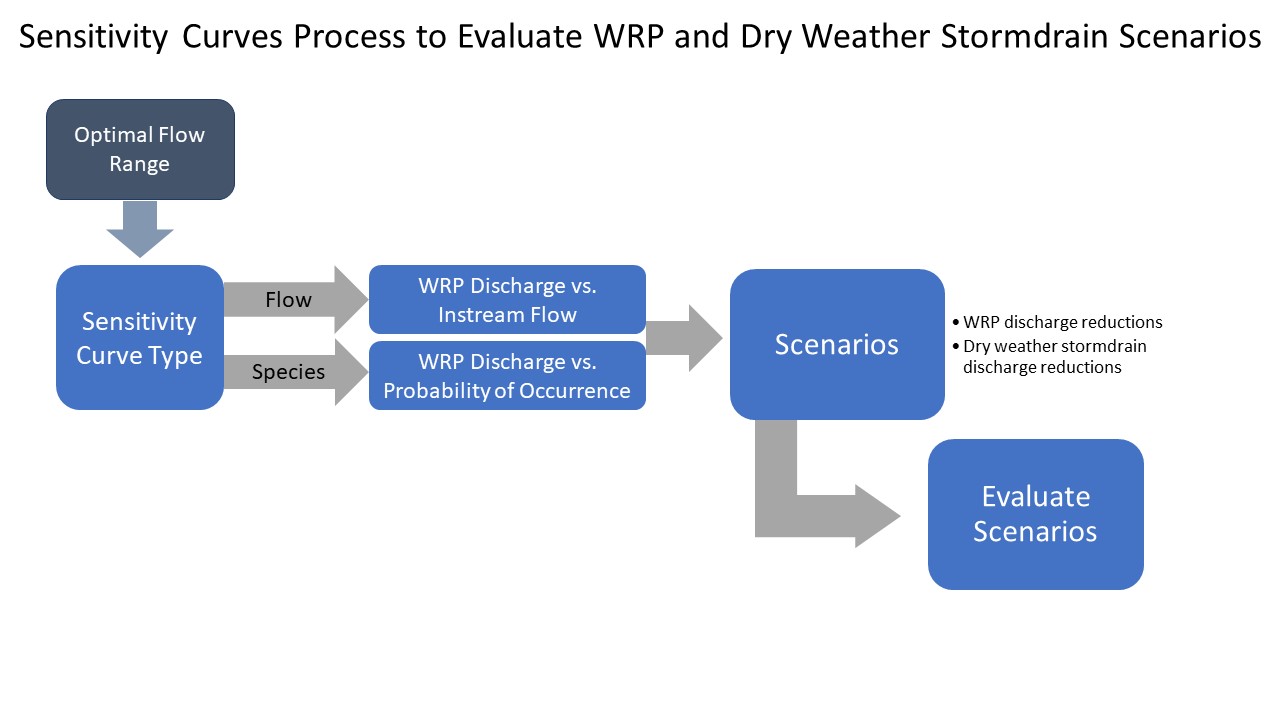 Sensitivity Curves Process to Evaluate WRP and Dry Weather Stormdrain Scenarios
Optimal Flow
Range
Sensitivity
Curve Type
Flow
Species
WRP Discharge vs.
Instream Flow
WRP Discharge vs.
Probability of Occurrence
Scenarios
• WRP discharge reductions
• Dry weather stormdrain
discharge reductions
Evaluate
Scenarios